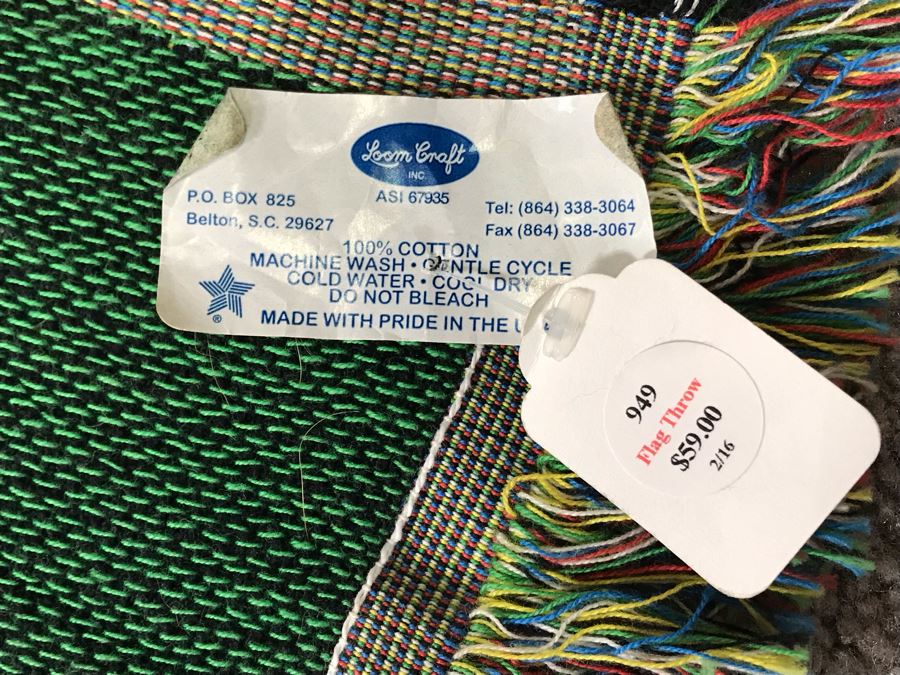 Loom Craft
INC.
ASI 67935
P.O. BOX 825
Belton, S.C. 29627
Tel: (864) 338-3064
Fax (864) 338-3067
100% COTTON
MACHINE WASH • GENTLE CYCLE
COLD WATER • COOL DRY
DO NOT BLEACH
®
MADE WITH PRIDE IN THE
949
Flag Throw
$59.00
2/16